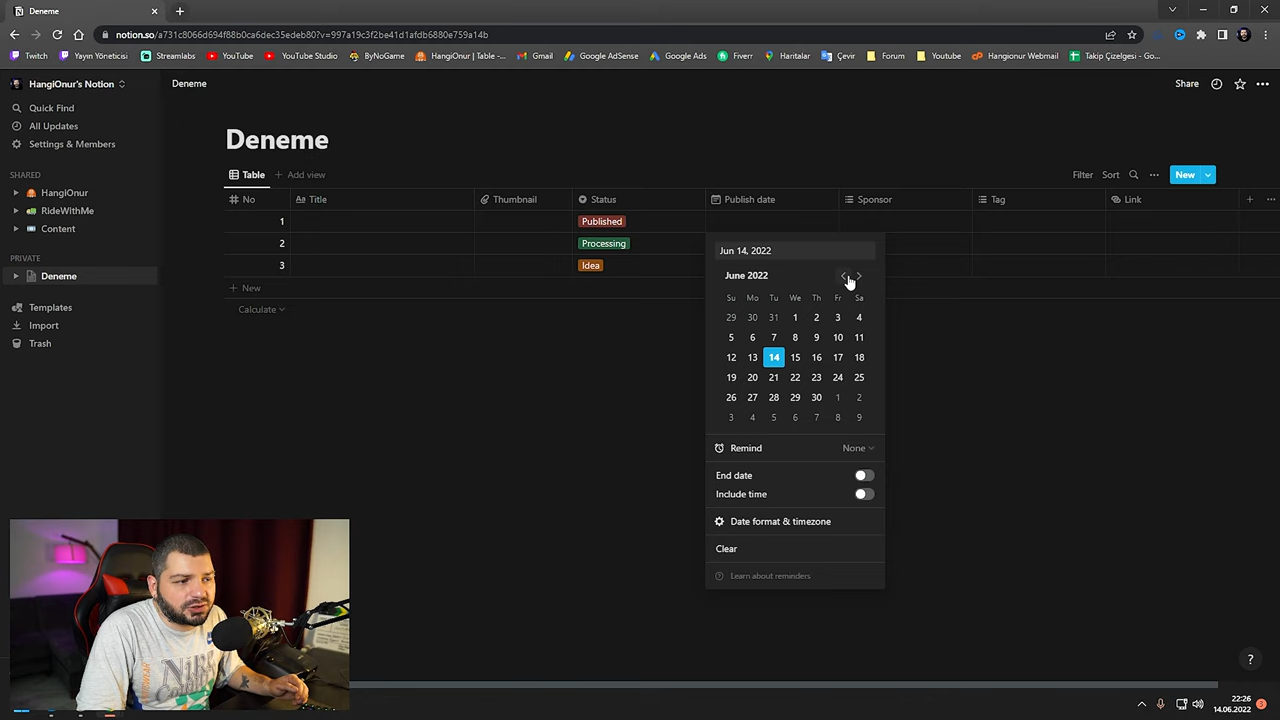 Deneme
notion.so/a731c8066d694f88b0ca6dec35edeb80?v=997a19c3f2be41d1afdb6880e759a14b
Twitch Yayın Yöneticisi Streamlabs YouTube YouTube Studio ByNoGame HangiOnur | Table -... Gmail Google AdSense Google Ads Fiverr Haritalar Çevir Forum Youtube Hangionur Webmail Takip Çizelgesi - Go...
HangiOnur's Notion
Deneme
Share
Quick Find
All Updates
Settings & Members
SHARED
HangiOnur
RideWithMe
Content
PRIVATE
Deneme
Templates
Import
Trash
Deneme
Table
Add view
Filter Sort
New
No Title Thumbnail Status Publish date Sponsor Tag Link
1 Published
2 Processing
3 Idea
New
Calculate
Jun 14, 2022
June 2022
Su Mo Tu We Th Fr Sa
29 30 31 1 2 3 4
5 6 7 8 9 10 11
12 13 14 15 16 17 18
19 20 21 22 23 24 25
26 27 28 29 30 1 2
3 4 5 6 7 8 9
Remind None
End date
Include time
Date format & timezone
Clear
Learn about reminders
?
22:26
14.06.2022
3